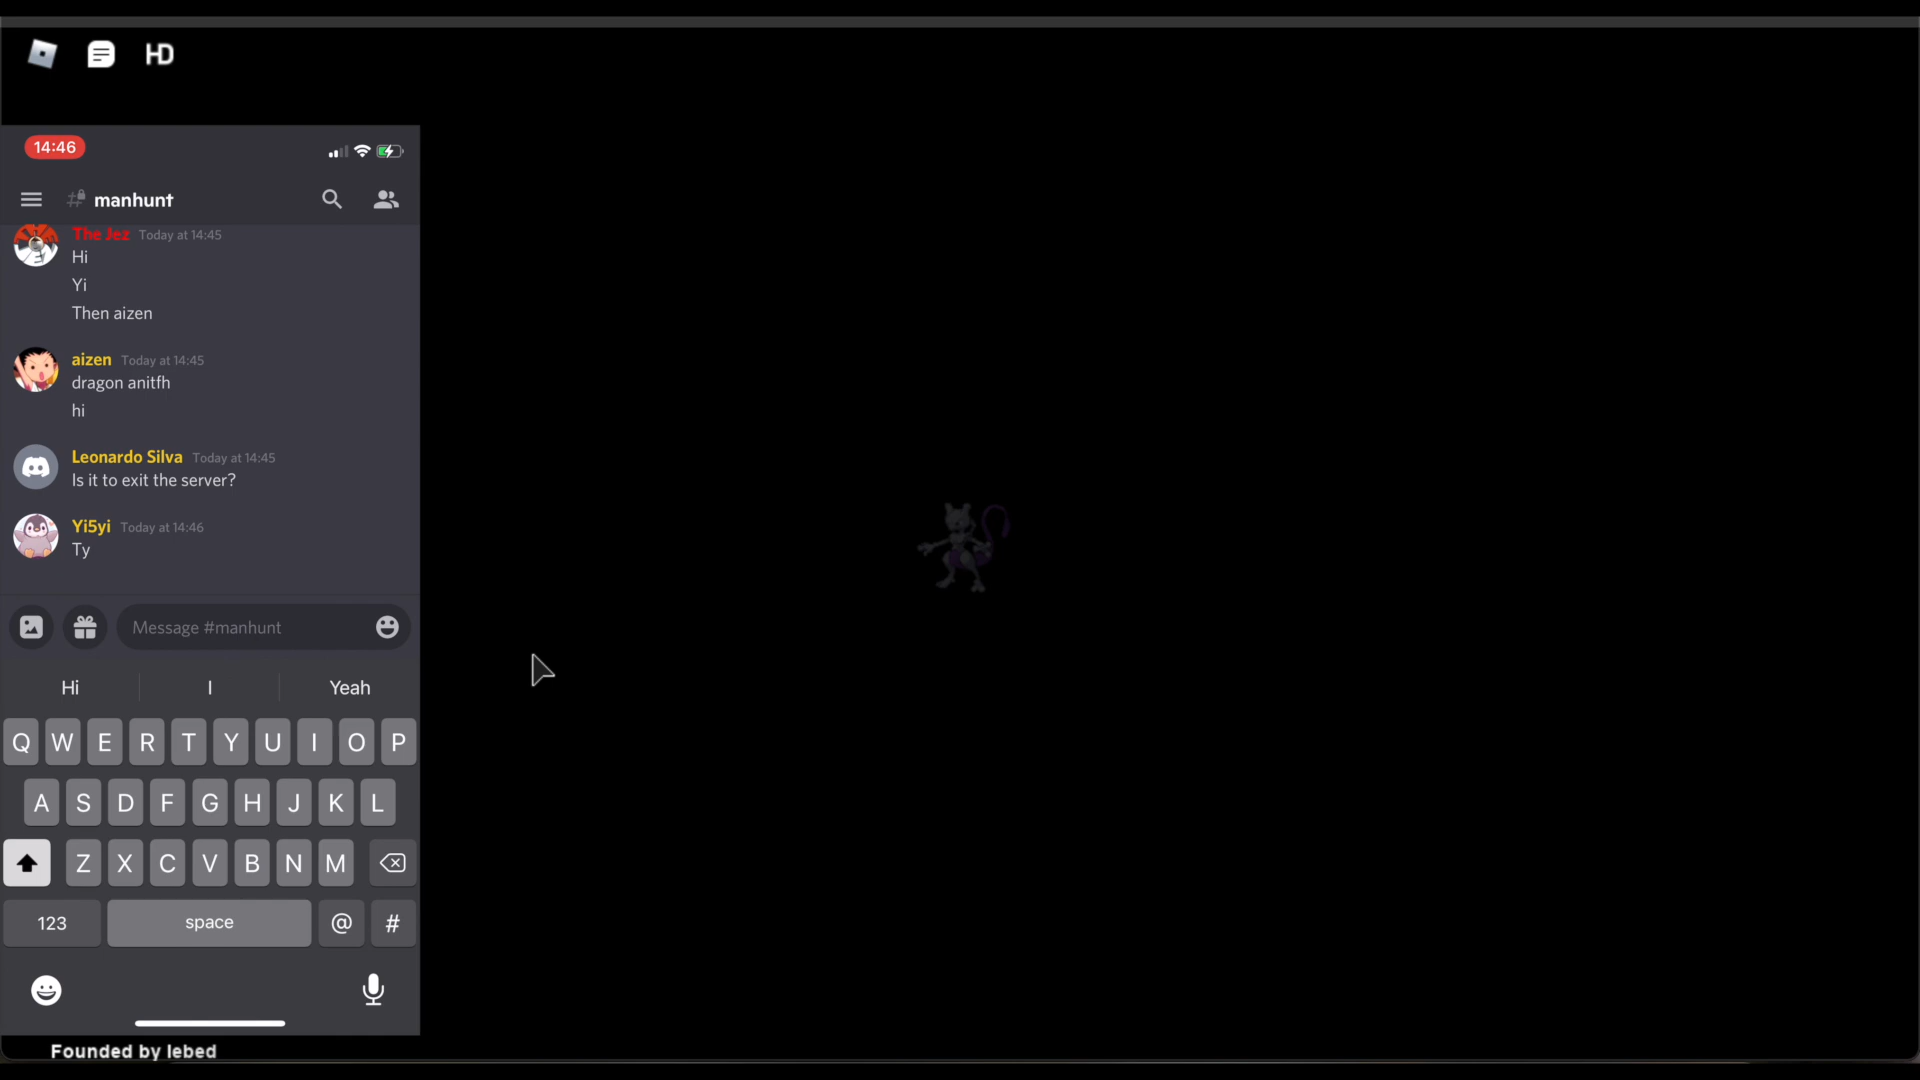 HD
14:46
manhunt
The Jez Today at 14:45
Hi
Yi
Then aizen
aizen Today at 14:45
dragon anitfh
hi
Leonardo Silva Today at 14:45
Is it to exit the server?
Yi5yi Today at 14:46
Ty
Message #manhunt
Hi I Yeah
Q W E R T Y U I O P
A S D F G H J K L
Z X C V B N M
123 space @ #
Founded by lebed